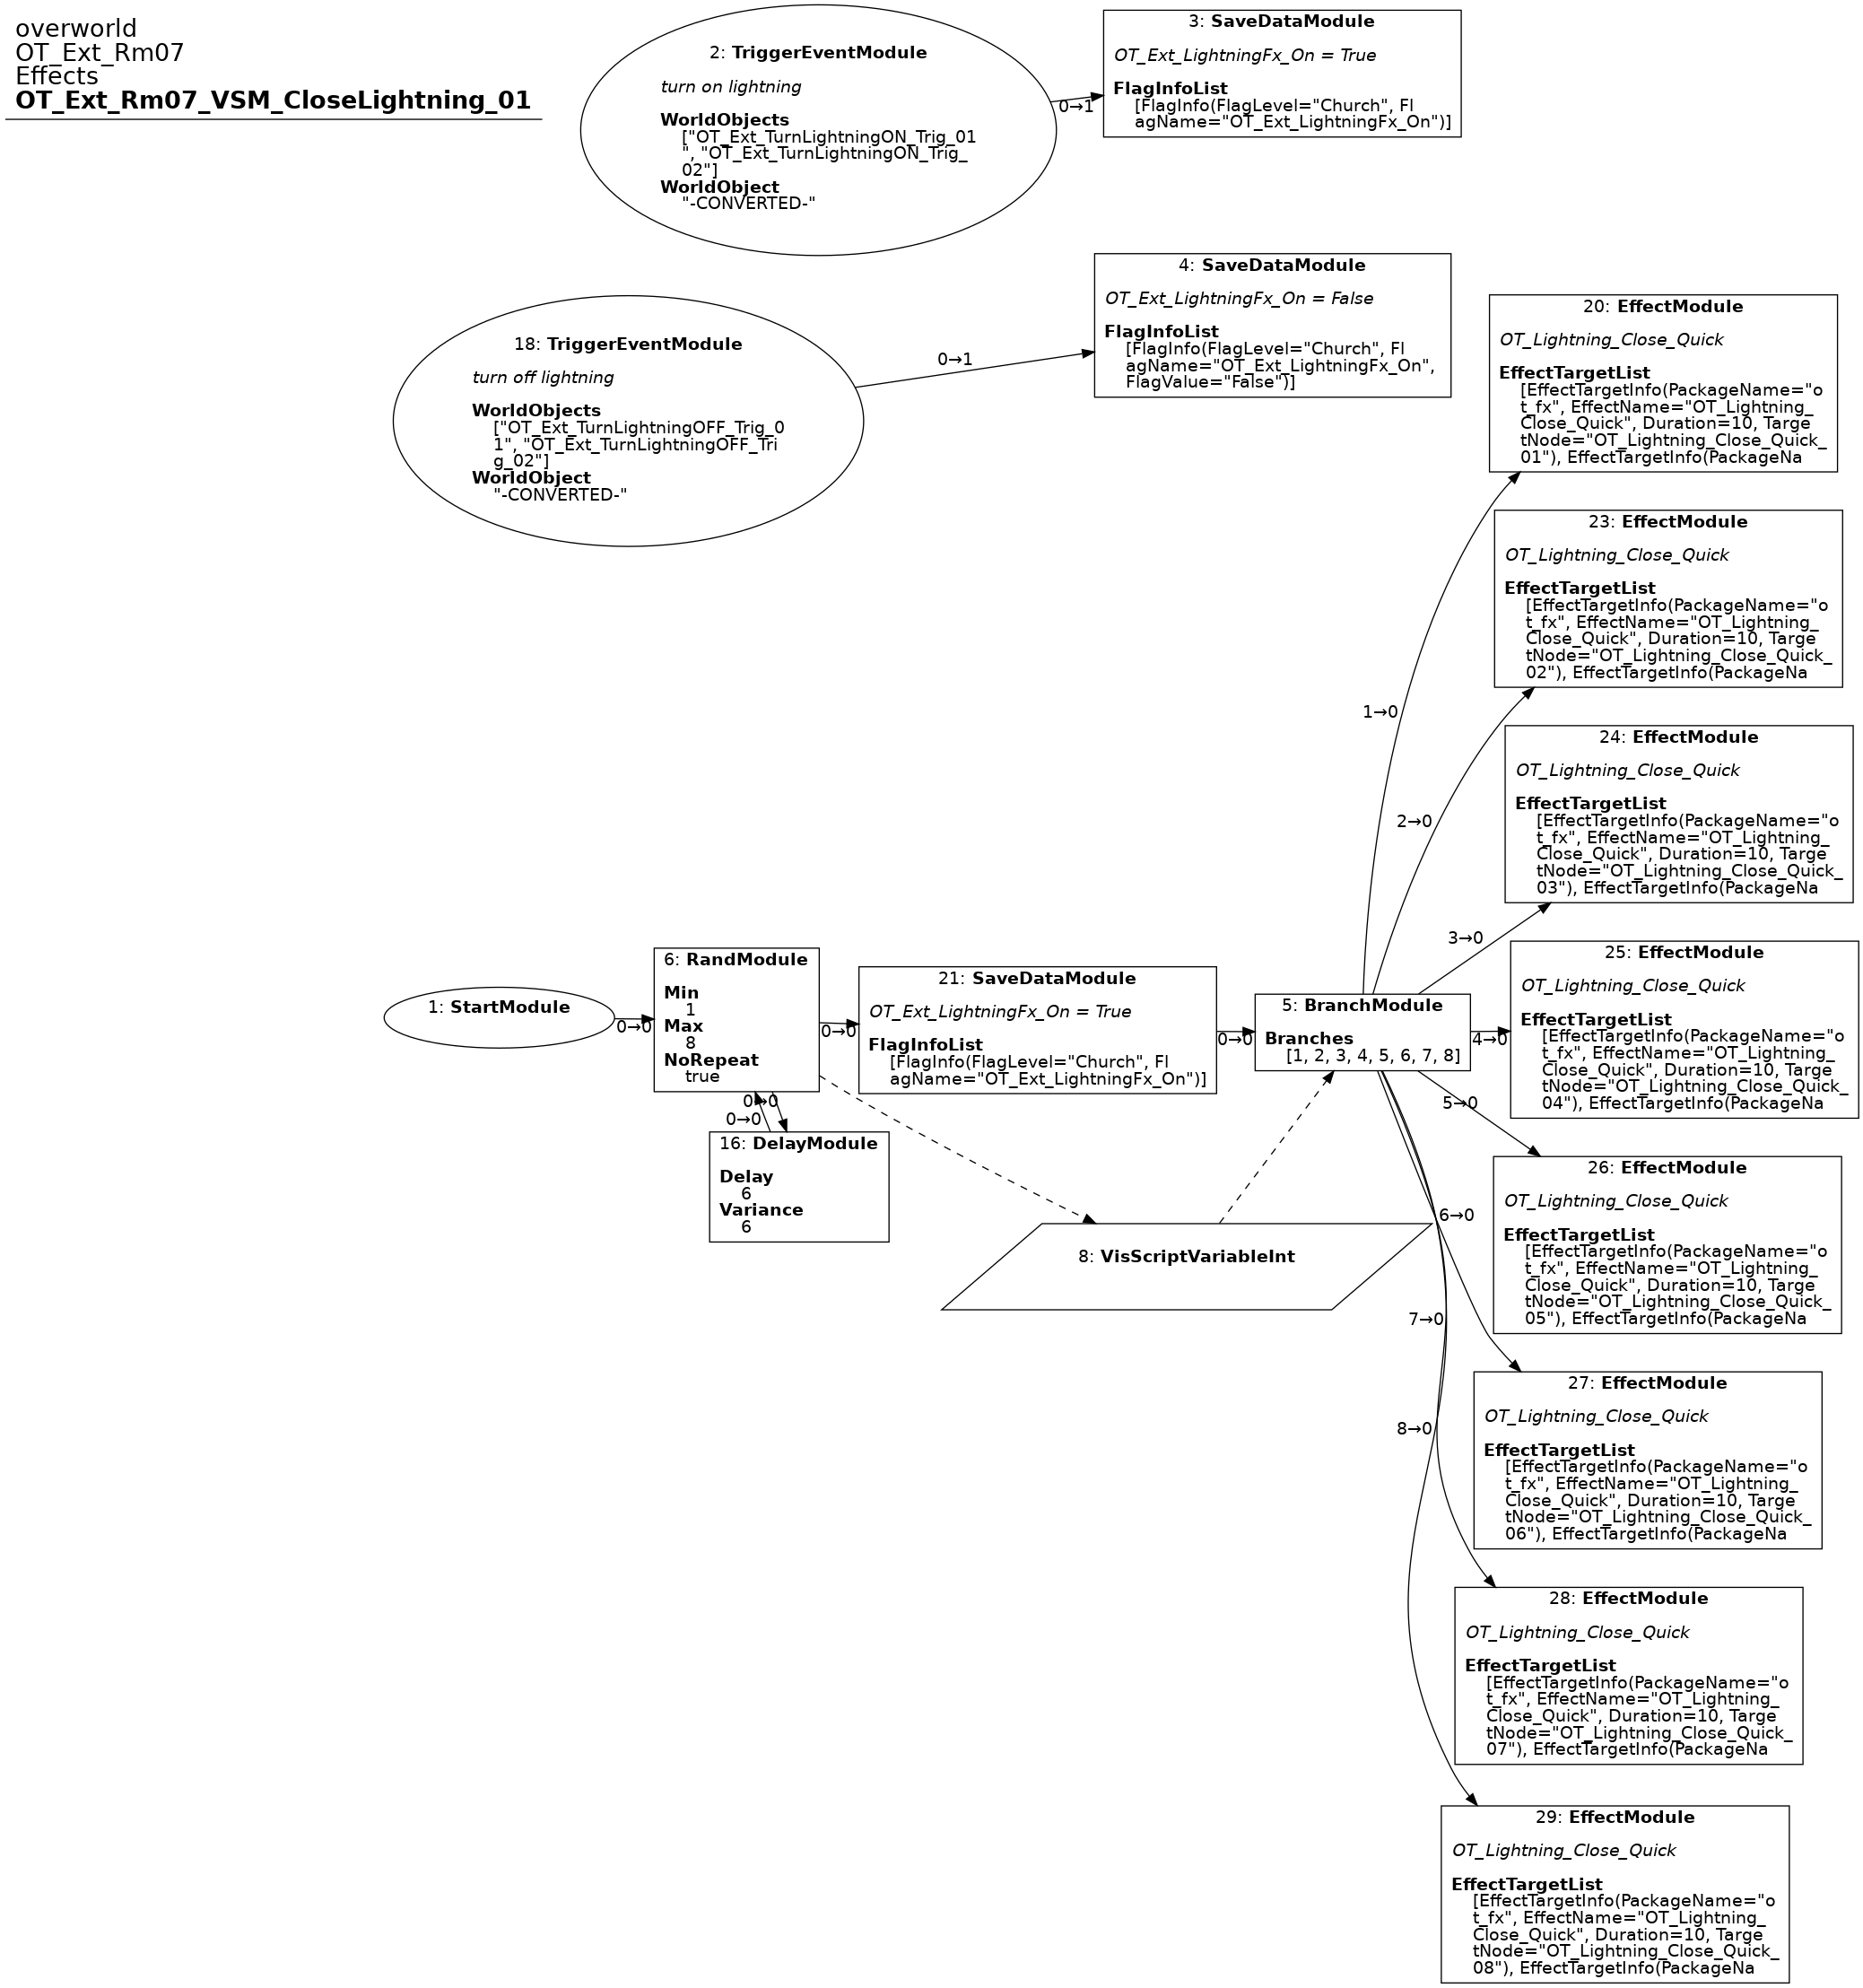 overworld
OT_Ext_Rm07
Effects
OT_Ext_Rm07_VSM_CloseLightning_01
2: TriggerEventModule
turn on lightning
WorldObjects
["OT_Ext_TurnLightningON_Trig_01
", "OT_Ext_TurnLightningON_Trig_
02"]
WorldObject
"-CONVERTED-"
0→1
3: SaveDataModule
OT_Ext_LightningFx_On = True
FlagInfoList
[FlagInfo(FlagLevel="Church", Fl
agName="OT_Ext_LightningFx_On")]
18: TriggerEventModule
turn off lightning
WorldObjects
["OT_Ext_TurnLightningOFF_Trig_0
1", "OT_Ext_TurnLightningOFF_Tri
g_02"]
WorldObject
"-CONVERTED-"
0→1
4: SaveDataModule
OT_Ext_LightningFx_On = False
FlagInfoList
[FlagInfo(FlagLevel="Church", Fl
agName="OT_Ext_LightningFx_On",
FlagValue="False")]
1: StartModule
0→0
6: RandModule
Min
1
Max
8
NoRepeat
true
0→0
0→0
0→0
16: DelayModule
Delay
6
Variance
6
21: SaveDataModule
OT_Ext_LightningFx_On = True
FlagInfoList
[FlagInfo(FlagLevel="Church", Fl
agName="OT_Ext_LightningFx_On")]
0→0
8: VisScriptVariableInt
5: BranchModule
Branches
[1, 2, 3, 4, 5, 6, 7, 8]
1→0
2→0
3→0
4→0
5→0
6→0
7→0
8→0
20: EffectModule
OT_Lightning_Close_Quick
EffectTargetList
[EffectTargetInfo(PackageName="o
t_fx", EffectName="OT_Lightning_
Close_Quick", Duration=10, Targe
tNode="OT_Lightning_Close_Quick_
01"), EffectTargetInfo(PackageNa
23: EffectModule
OT_Lightning_Close_Quick
EffectTargetList
[EffectTargetInfo(PackageName="o
t_fx", EffectName="OT_Lightning_
Close_Quick", Duration=10, Targe
tNode="OT_Lightning_Close_Quick_
02"), EffectTargetInfo(PackageNa
24: EffectModule
OT_Lightning_Close_Quick
EffectTargetList
[EffectTargetInfo(PackageName="o
t_fx", EffectName="OT_Lightning_
Close_Quick", Duration=10, Targe
tNode="OT_Lightning_Close_Quick_
03"), EffectTargetInfo(PackageNa
25: EffectModule
OT_Lightning_Close_Quick
EffectTargetList
[EffectTargetInfo(PackageName="o
t_fx", EffectName="OT_Lightning_
Close_Quick", Duration=10, Targe
tNode="OT_Lightning_Close_Quick_
04"), EffectTargetInfo(PackageNa
26: EffectModule
OT_Lightning_Close_Quick
EffectTargetList
[EffectTargetInfo(PackageName="o
t_fx", EffectName="OT_Lightning_
Close_Quick", Duration=10, Targe
tNode="OT_Lightning_Close_Quick_
05"), EffectTargetInfo(PackageNa
27: EffectModule
OT_Lightning_Close_Quick
EffectTargetList
[EffectTargetInfo(PackageName="o
t_fx", EffectName="OT_Lightning_
Close_Quick", Duration=10, Targe
tNode="OT_Lightning_Close_Quick_
06"), EffectTargetInfo(PackageNa
28: EffectModule
OT_Lightning_Close_Quick
EffectTargetList
[EffectTargetInfo(PackageName="o
t_fx", EffectName="OT_Lightning_
Close_Quick", Duration=10, Targe
tNode="OT_Lightning_Close_Quick_
07"), EffectTargetInfo(PackageNa
29: EffectModule
OT_Lightning_Close_Quick
EffectTargetList
[EffectTargetInfo(PackageName="o
t_fx", EffectName="OT_Lightning_
Close_Quick", Duration=10, Targe
tNode="OT_Lightning_Close_Quick_
08"), EffectTargetInfo(PackageNa